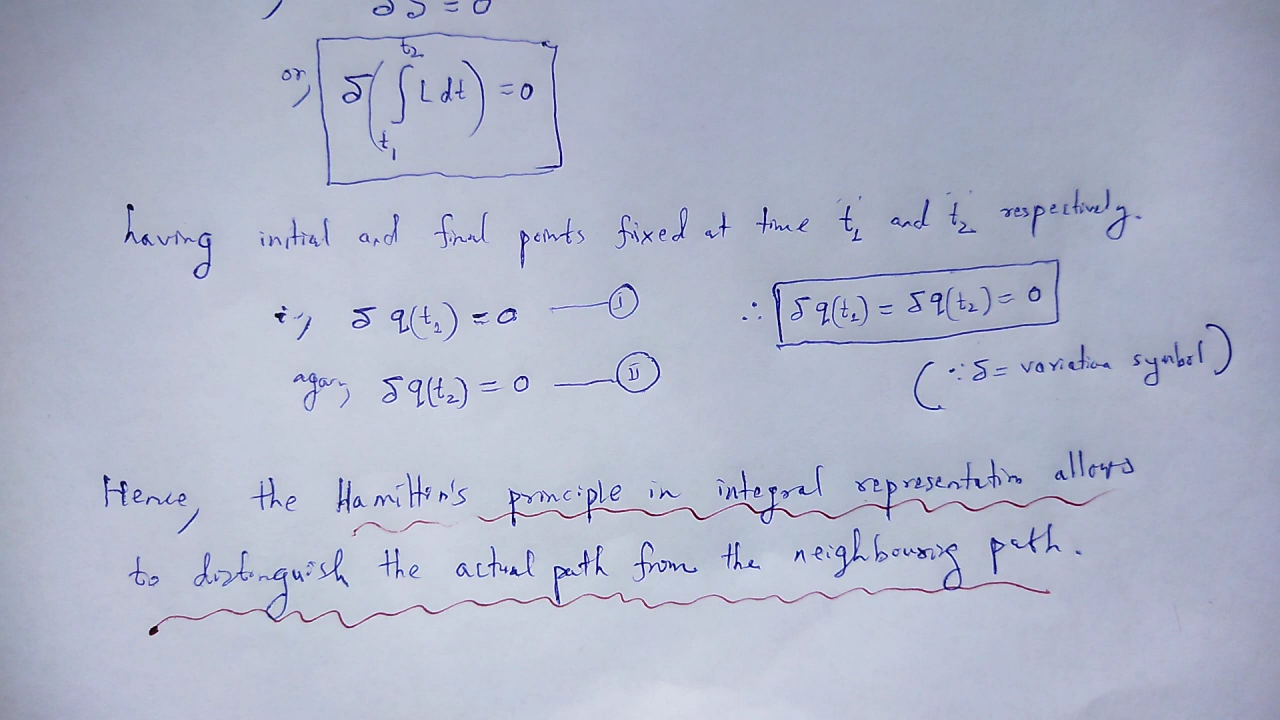 δS = 0
or, δ(∫ L dt) = 0
t₂
t₁
having initial and final points fixed at time 't₁' and 't₂' respectively.
i, δ q(t₁) = 0 — (I) ∴ δq(t₁) = δq(t₂) = 0
again, δq(t₂) = 0 — (II) (∵ δ = variation symbol)
Hence, the Hamilton's principle in integral representation allows
to distinguish the actual path from the neighbouring path.